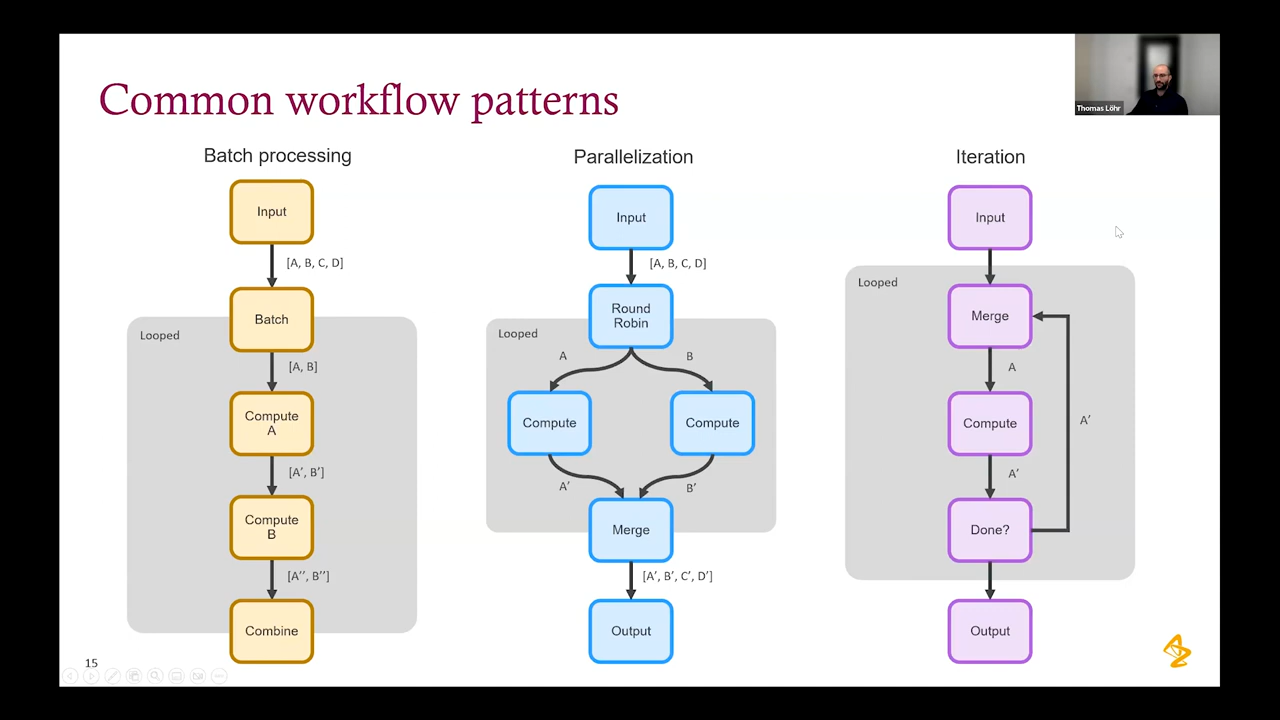 Common workflow patterns
Thomas Löhr
Batch processing
Input
[A, B, C, D]
Looped
Batch
[A, B]
Compute
A
[A′, B′]
Compute
B
[A′′, B′′]
Combine
Parallelization
Input
[A, B, C, D]
Round
Robin
Looped
A
B
Compute
Compute
A′
B′
Merge
[A′, B′, C′, D′]
Output
Iteration
Input
Looped
Merge
A
Compute
A′
A′
Done?
Output
15